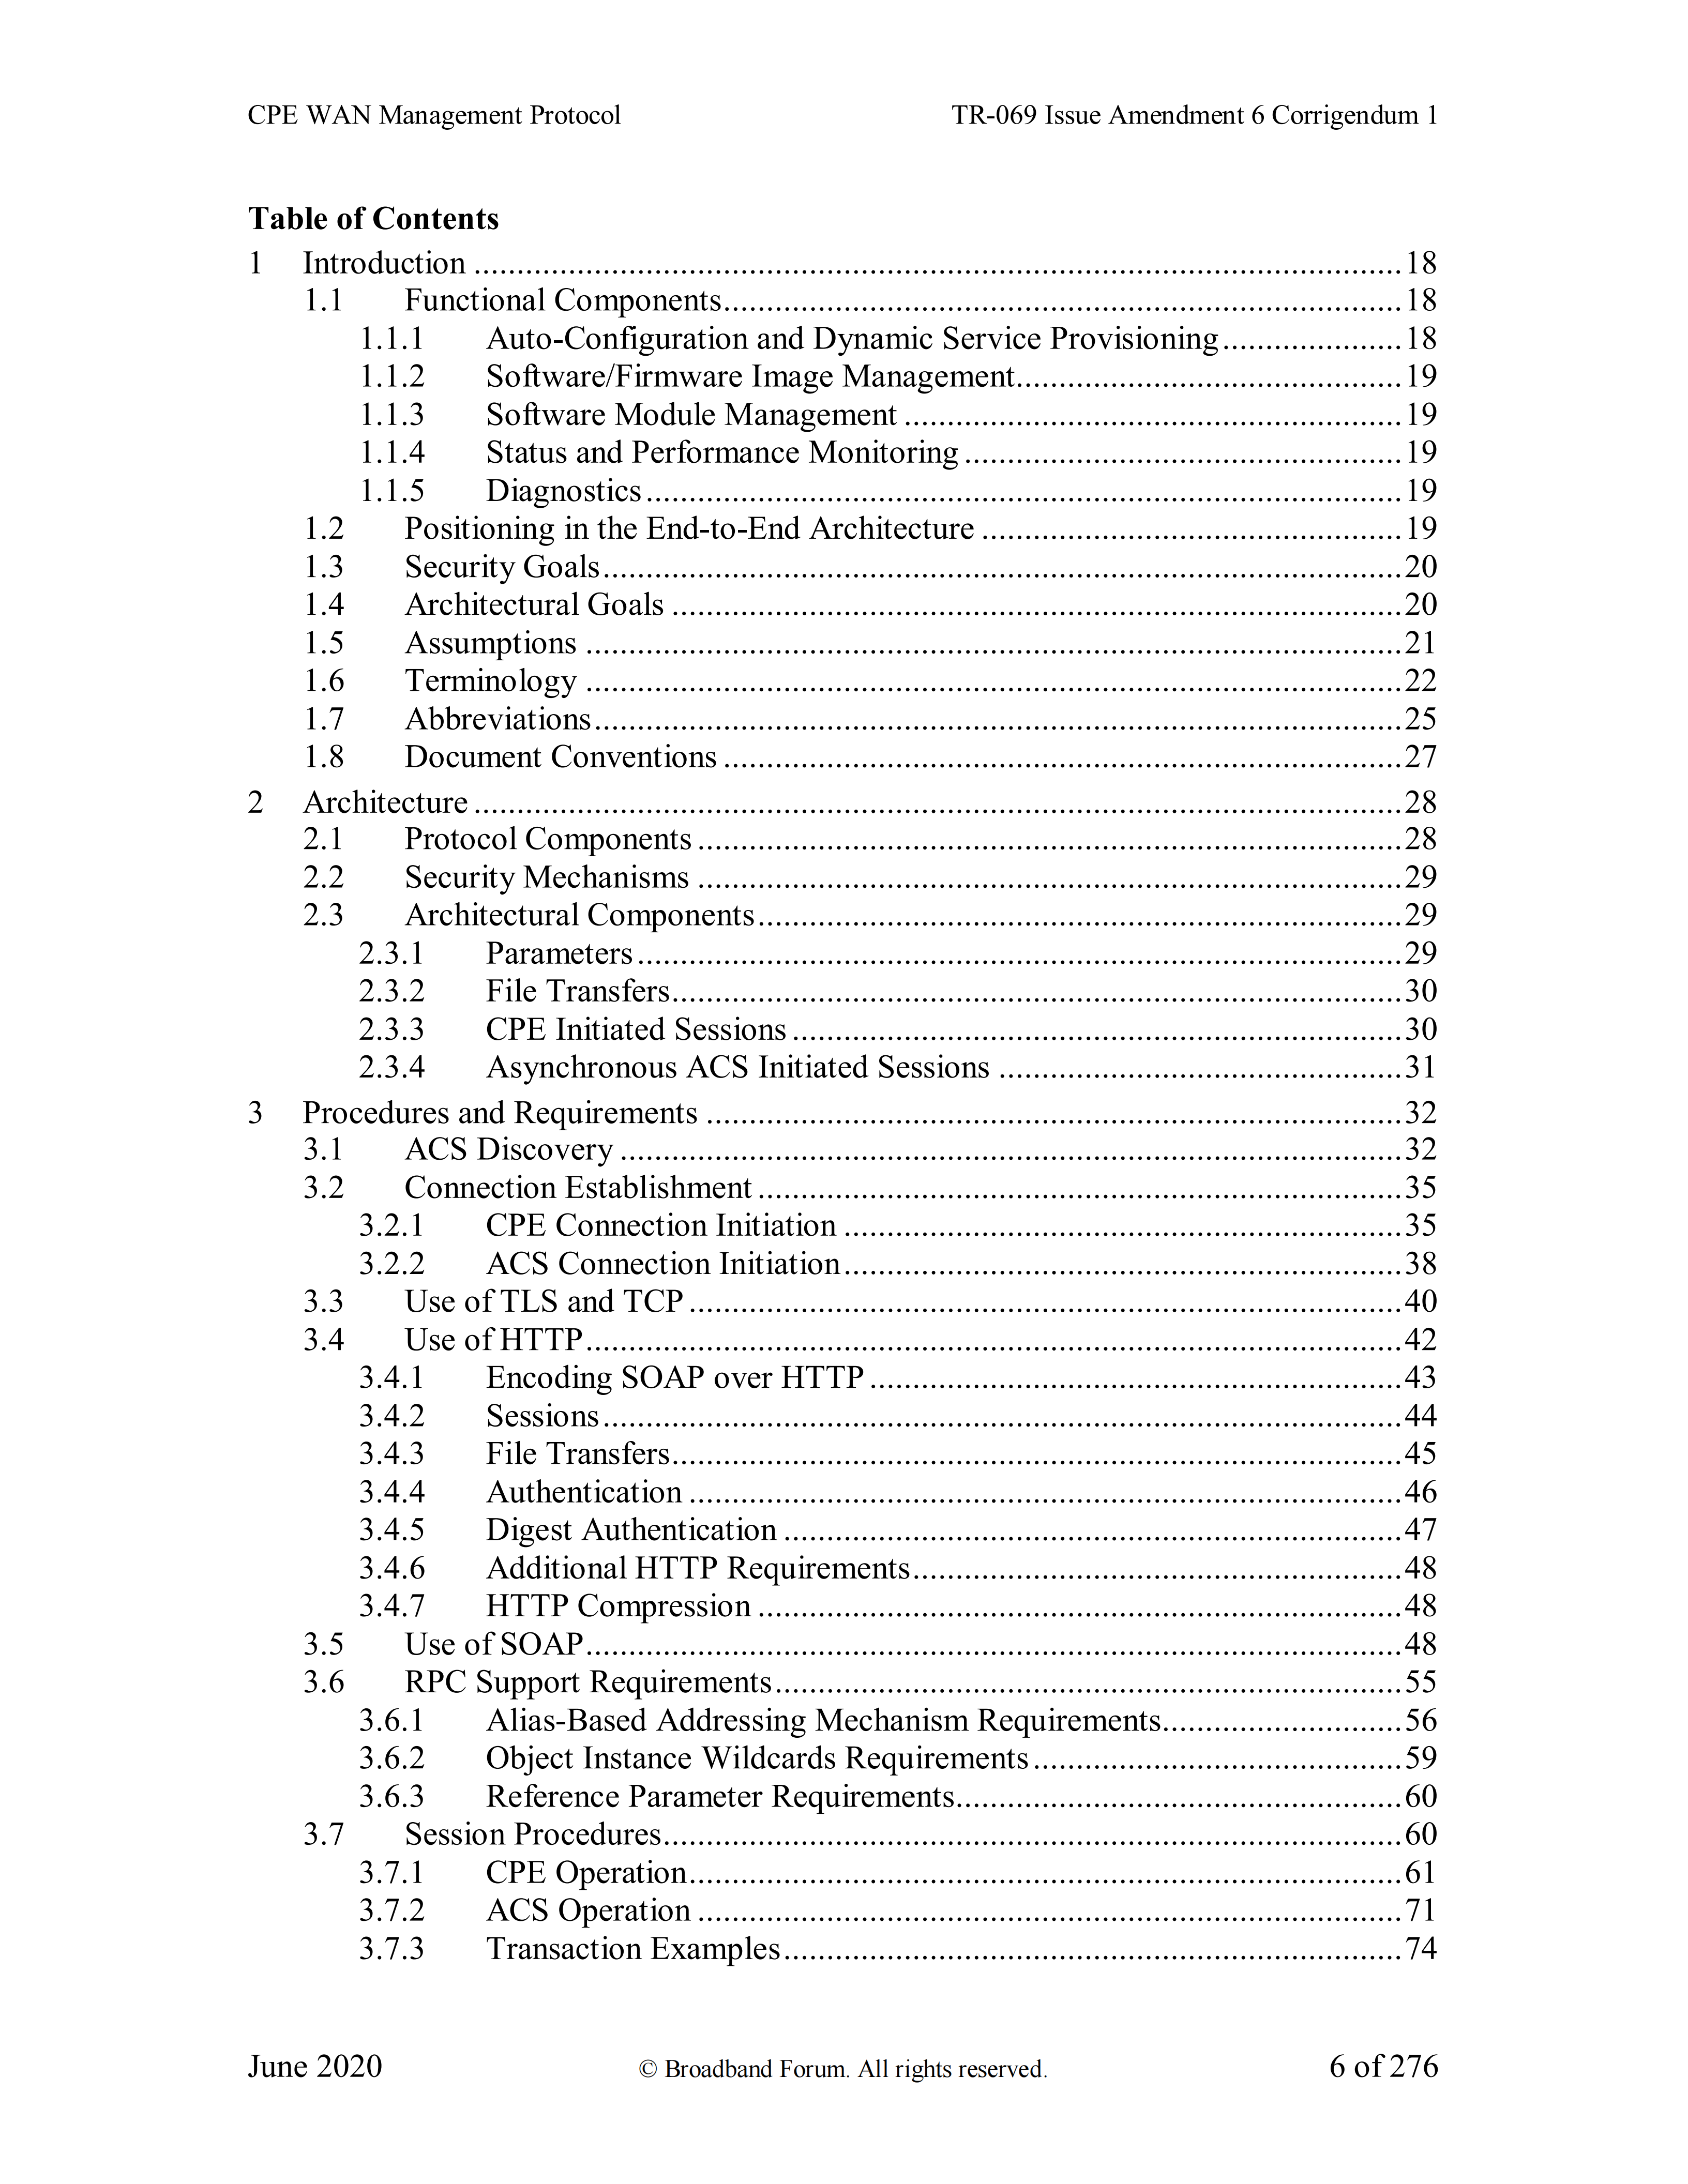 CPE WAN Management Protocol TR-069 Issue Amendment 6 Corrigendum 1
Table of Contents
1 Introduction ........ 18
1.1 Functional Components ........ 18
1.1.1 Auto-Configuration and Dynamic Service Provisioning ........ 18
1.1.2 Software/Firmware Image Management ........ 19
1.1.3 Software Module Management ........ 19
1.1.4 Status and Performance Monitoring ........ 19
1.1.5 Diagnostics ........ 19
1.2 Positioning in the End-to-End Architecture ........ 19
1.3 Security Goals ........ 20
1.4 Architectural Goals ........ 20
1.5 Assumptions ........ 21
1.6 Terminology ........ 22
1.7 Abbreviations ........ 25
1.8 Document Conventions ........ 27
2 Architecture ........ 28
2.1 Protocol Components ........ 28
2.2 Security Mechanisms ........ 29
2.3 Architectural Components ........ 29
2.3.1 Parameters ........ 29
2.3.2 File Transfers ........ 30
2.3.3 CPE Initiated Sessions ........ 30
2.3.4 Asynchronous ACS Initiated Sessions ........ 31
3 Procedures and Requirements ........ 32
3.1 ACS Discovery ........ 32
3.2 Connection Establishment ........ 35
3.2.1 CPE Connection Initiation ........ 35
3.2.2 ACS Connection Initiation ........ 38
3.3 Use of TLS and TCP ........ 40
3.4 Use of HTTP ........ 42
3.4.1 Encoding SOAP over HTTP ........ 43
3.4.2 Sessions ........ 44
3.4.3 File Transfers ........ 45
3.4.4 Authentication ........ 46
3.4.5 Digest Authentication ........ 47
3.4.6 Additional HTTP Requirements ........ 48
3.4.7 HTTP Compression ........ 48
3.5 Use of SOAP ........ 48
3.6 RPC Support Requirements ........ 55
3.6.1 Alias-Based Addressing Mechanism Requirements ........ 56
3.6.2 Object Instance Wildcards Requirements ........ 59
3.6.3 Reference Parameter Requirements ........ 60
3.7 Session Procedures ........ 60
3.7.1 CPE Operation ........ 61
3.7.2 ACS Operation ........ 71
3.7.3 Transaction Examples ........ 74
June 2020 © Broadband Forum. All rights reserved. 6 of 276